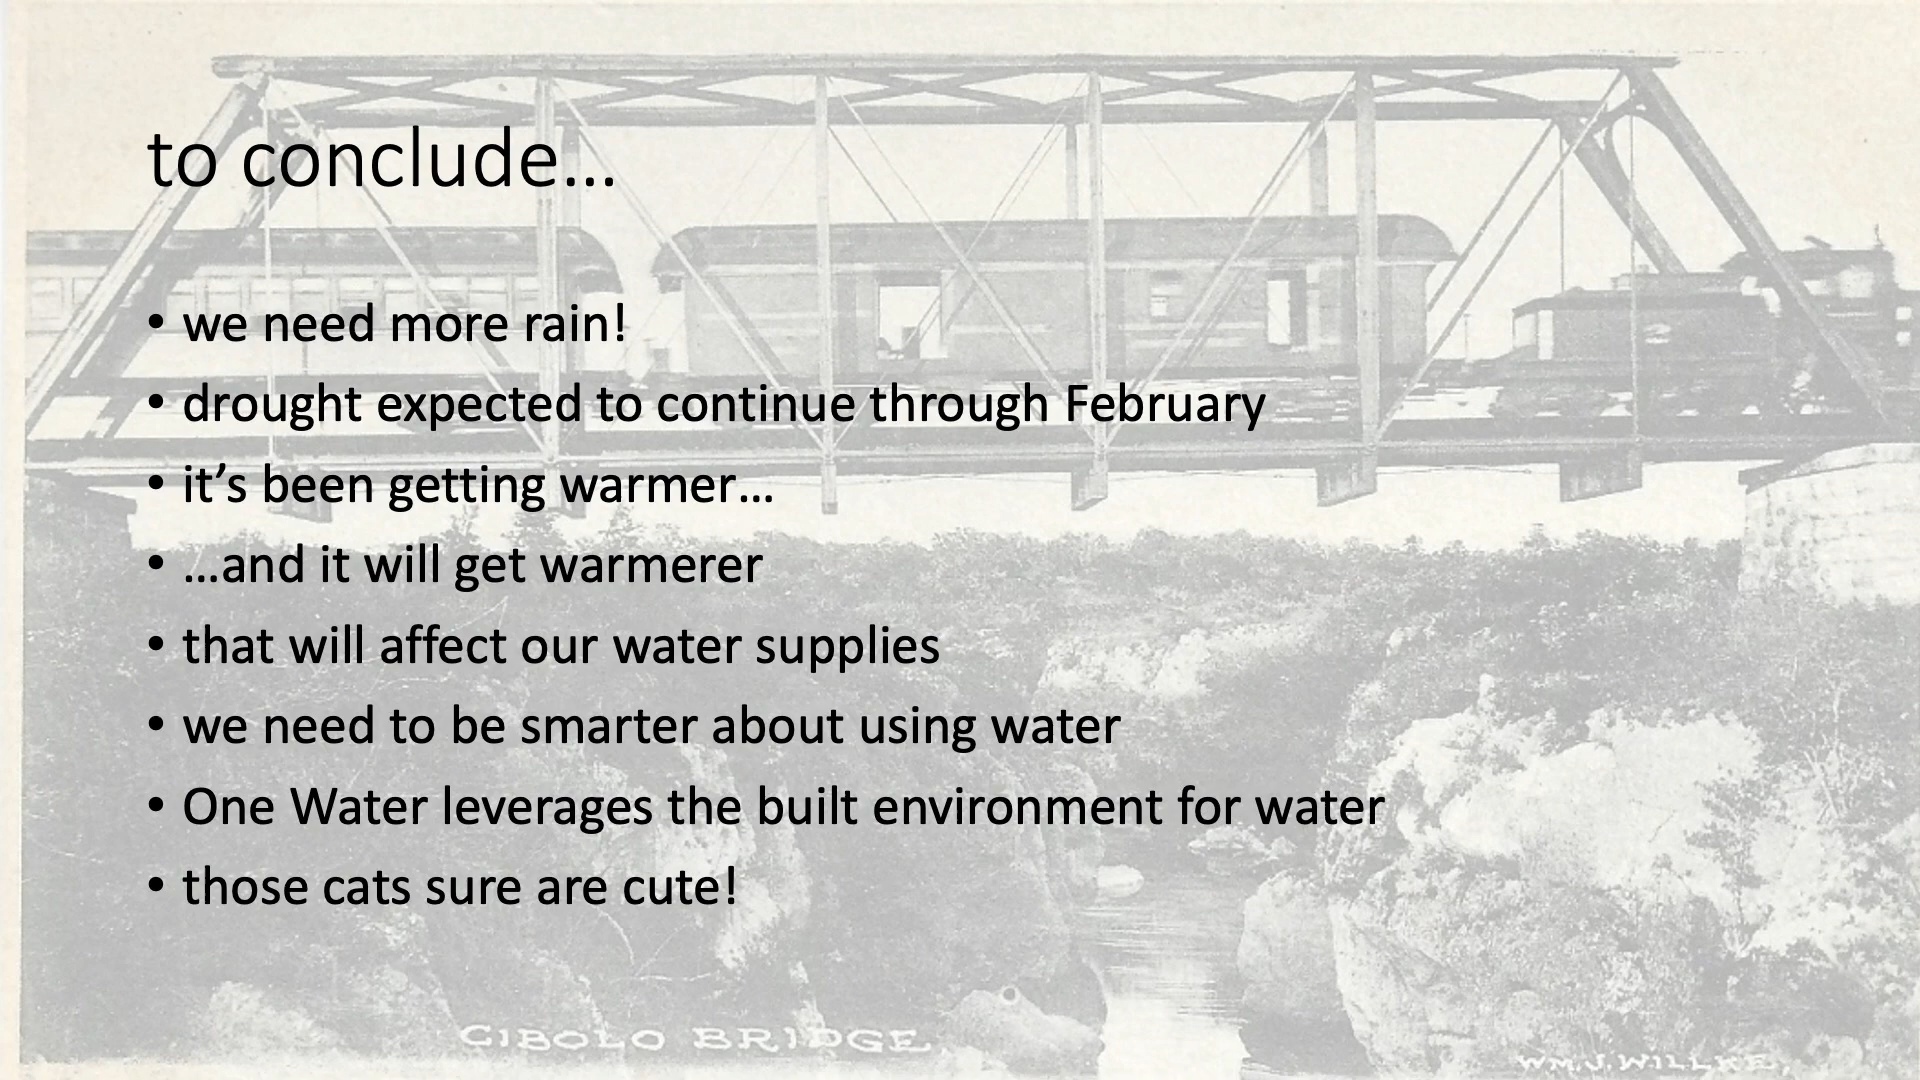 to conclude…
• we need more rain!
• drought expected to continue through February
• it’s been getting warmer…
• …and it will get warmerer
• that will affect our water supplies
• we need to be smarter about using water
• One Water leverages the built environment for water
• those cats sure are cute!
CIBOLO BRIDGE.
WM.J.WILLKE.